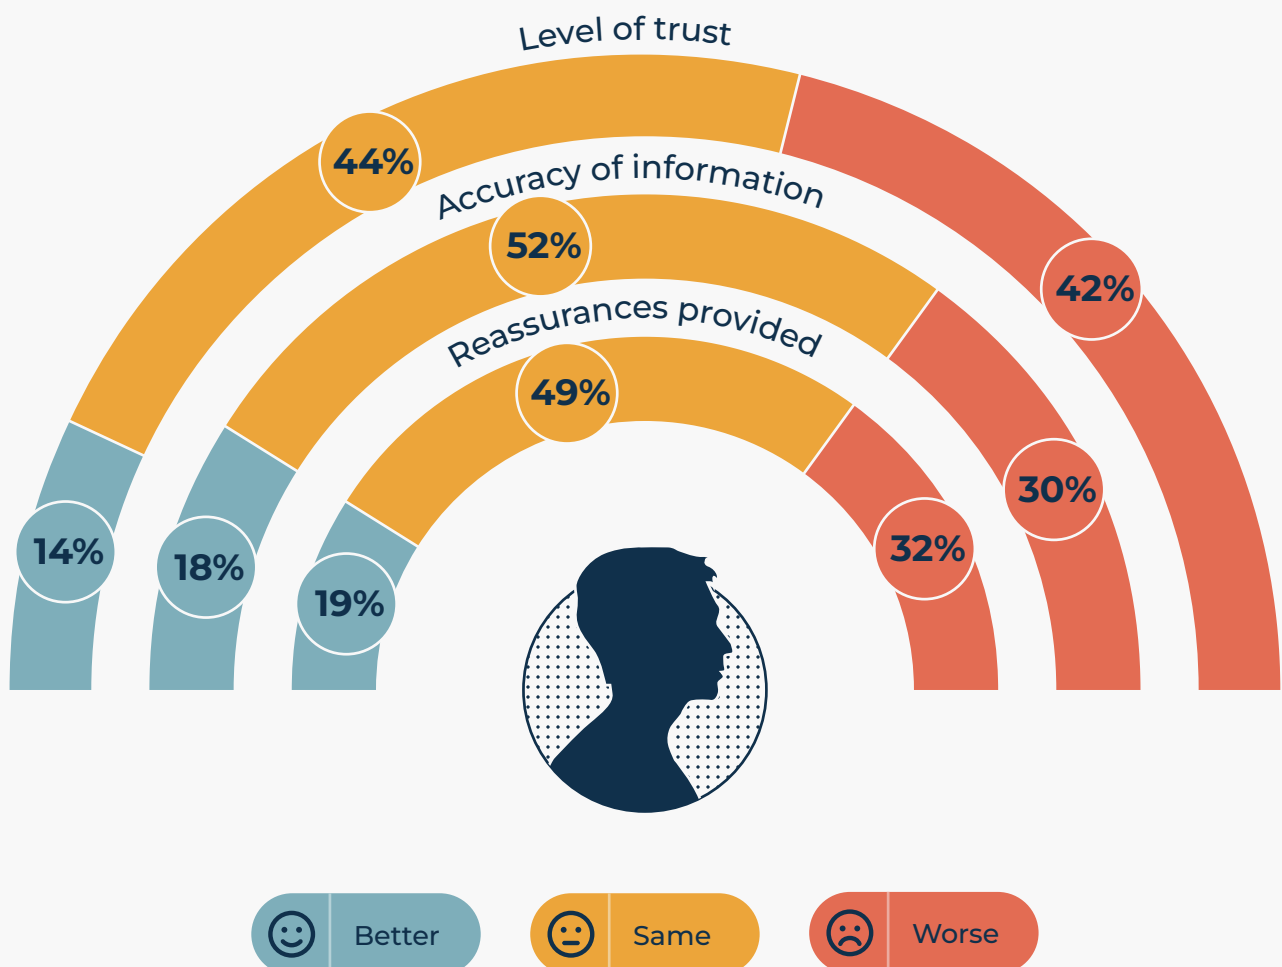 Level of trust
44%
42%
14%
Accuracy of information
52%
30%
18%
Reassurances provided
49%
32%
19%
Better
Same
Worse